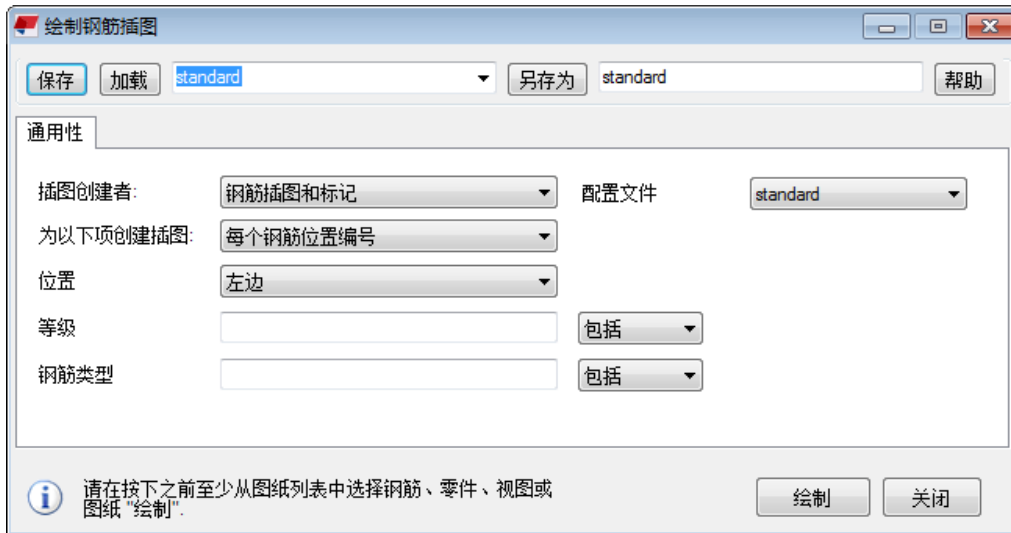 绘制钢筋插图
保存 加载 standard 另存为 standard 帮助
通用性
插图创建者: 钢筋插图和标记 配置文件 standard
为以下项创建插图: 每个钢筋位置编号
位置 左边
等级 包括
钢筋类型 包括
请在按下之前至少从图纸列表中选择钢筋、零件、视图或
图纸 "绘制".
绘制 关闭